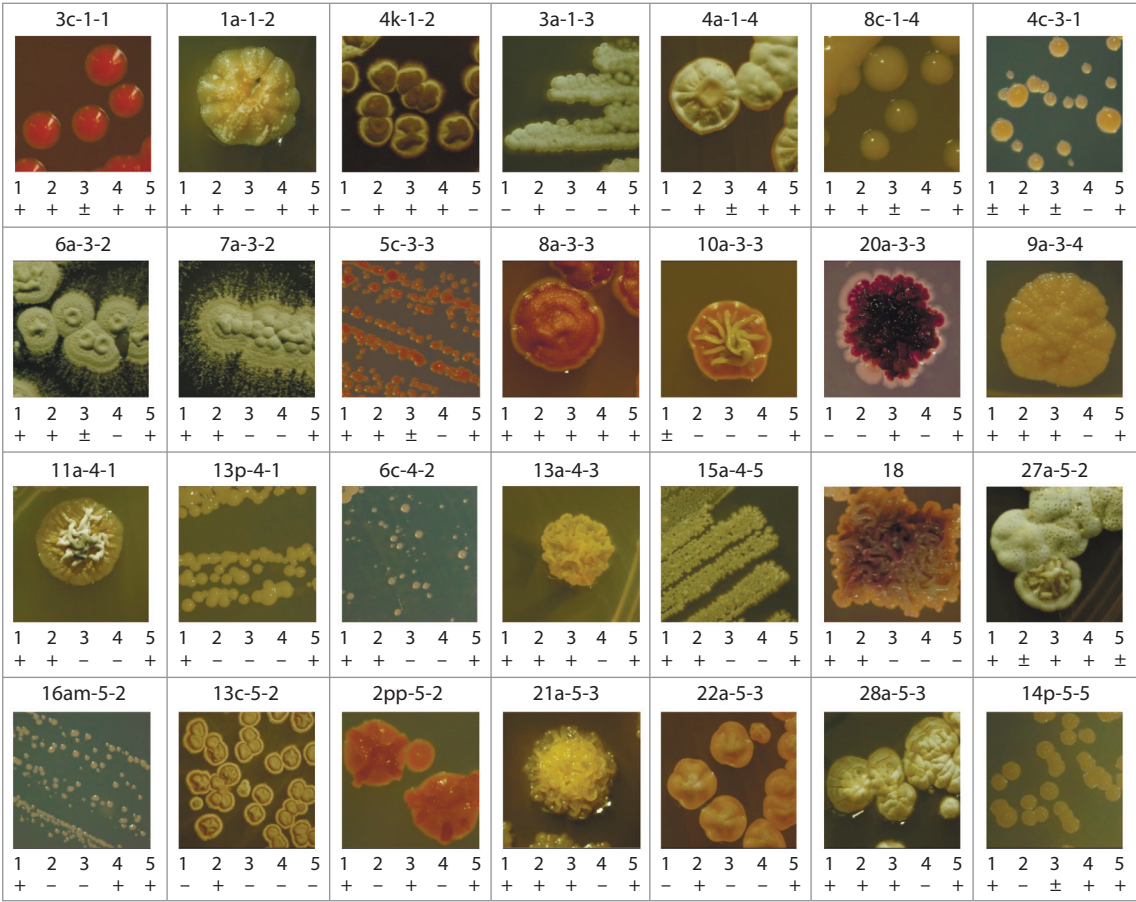 3c-1-1 1a-1-2 4k-1-2 3a-1-3 4a-1-4 8c-1-4 4c-3-1
1 2 3 4 5 1 2 3 4 5 1 2 3 4 5 1 2 3 4 5 1 2 3 4 5 1 2 3 4 5 1 2 3 4 5
+ + ± + + + + − + + − + + + − − + − − + − + ± + + + + ± − + ± + ± − +
6a-3-2 7a-3-2 5c-3-3 8a-3-3 10a-3-3 20a-3-3 9a-3-4
1 2 3 4 5 1 2 3 4 5 1 2 3 4 5 1 2 3 4 5 1 2 3 4 5 1 2 3 4 5 1 2 3 4 5
+ + ± − + + + − − + + + ± − + + + + + + ± − − − + − − + − + + + + − +
11a-4-1 13p-4-1 6c-4-2 13a-4-3 15a-4-5 18 27a-5-2
1 2 3 4 5 1 2 3 4 5 1 2 3 4 5 1 2 3 4 5 1 2 3 4 5 1 2 3 4 5 1 2 3 4 5
+ + − − + + − − − + + + − − + + + + − + + + − − + + + − − − + ± + + ±
16am-5-2 13c-5-2 2pp-5-2 21a-5-3 22a-5-3 28a-5-3 14p-5-5
1 2 3 4 5 1 2 3 4 5 1 2 3 4 5 1 2 3 4 5 1 2 3 4 5 1 2 3 4 5 1 2 3 4 5
+ − − + + − + − − − + − + − + + + + − + − + − − + + + + − + + − ± + +